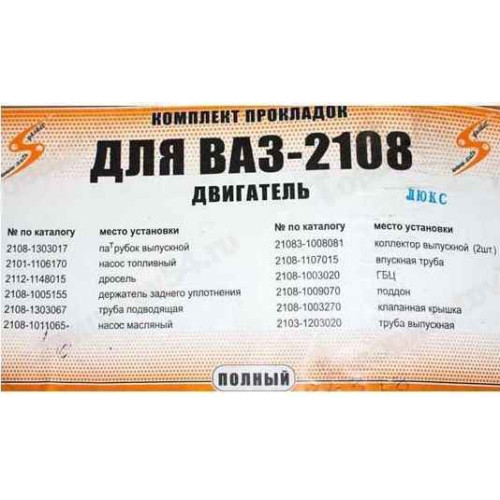 КОМПЛЕКТ ПРОКЛАДОК
ДЛЯ ВАЗ-2108
ДВИГАТЕЛЬ
ЛЮКС
№ по каталогу место установки
2108-1303017 паТрубок выпускной
2101-1106170 насос топливный
2112-1148015 дросель
2108-1005155 держатель заднего уплотнения
2108-1303067 труба подводящая
2108-1011065- насос масляный
№ по каталогу место установки
21083-1008081 коллектор выпускной (2шт.)
2108-1107015 впускная труба
2108-1003020 ГБЦ
2108-1009070 поддон
2108-1003270 клапанная крышка
2103-1203020 труба выпускная
ПОЛНЫЙ